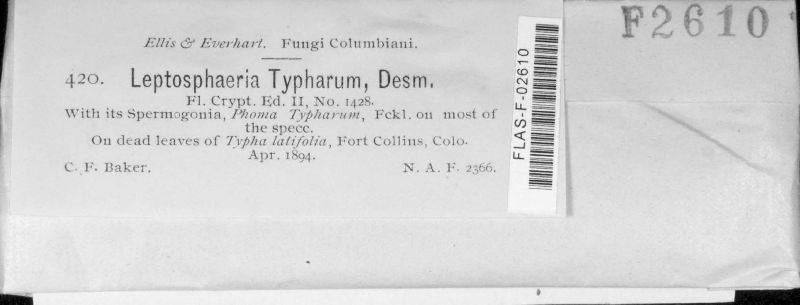 F2610
Ellis & Everhart. Fungi Columbiani.
420. Leptosphaeria Typharum, Desm.
Fl. Crypt. Ed. II, No. 1428.
With its Spermogonia, Phoma Typharum, Fckl. on most of
the specc.
On dead leaves of Typha latifolia, Fort Collins, Colo.
Apr. 1894.
C. F. Baker. N. A. F. 2366.
FLAS-F-02610